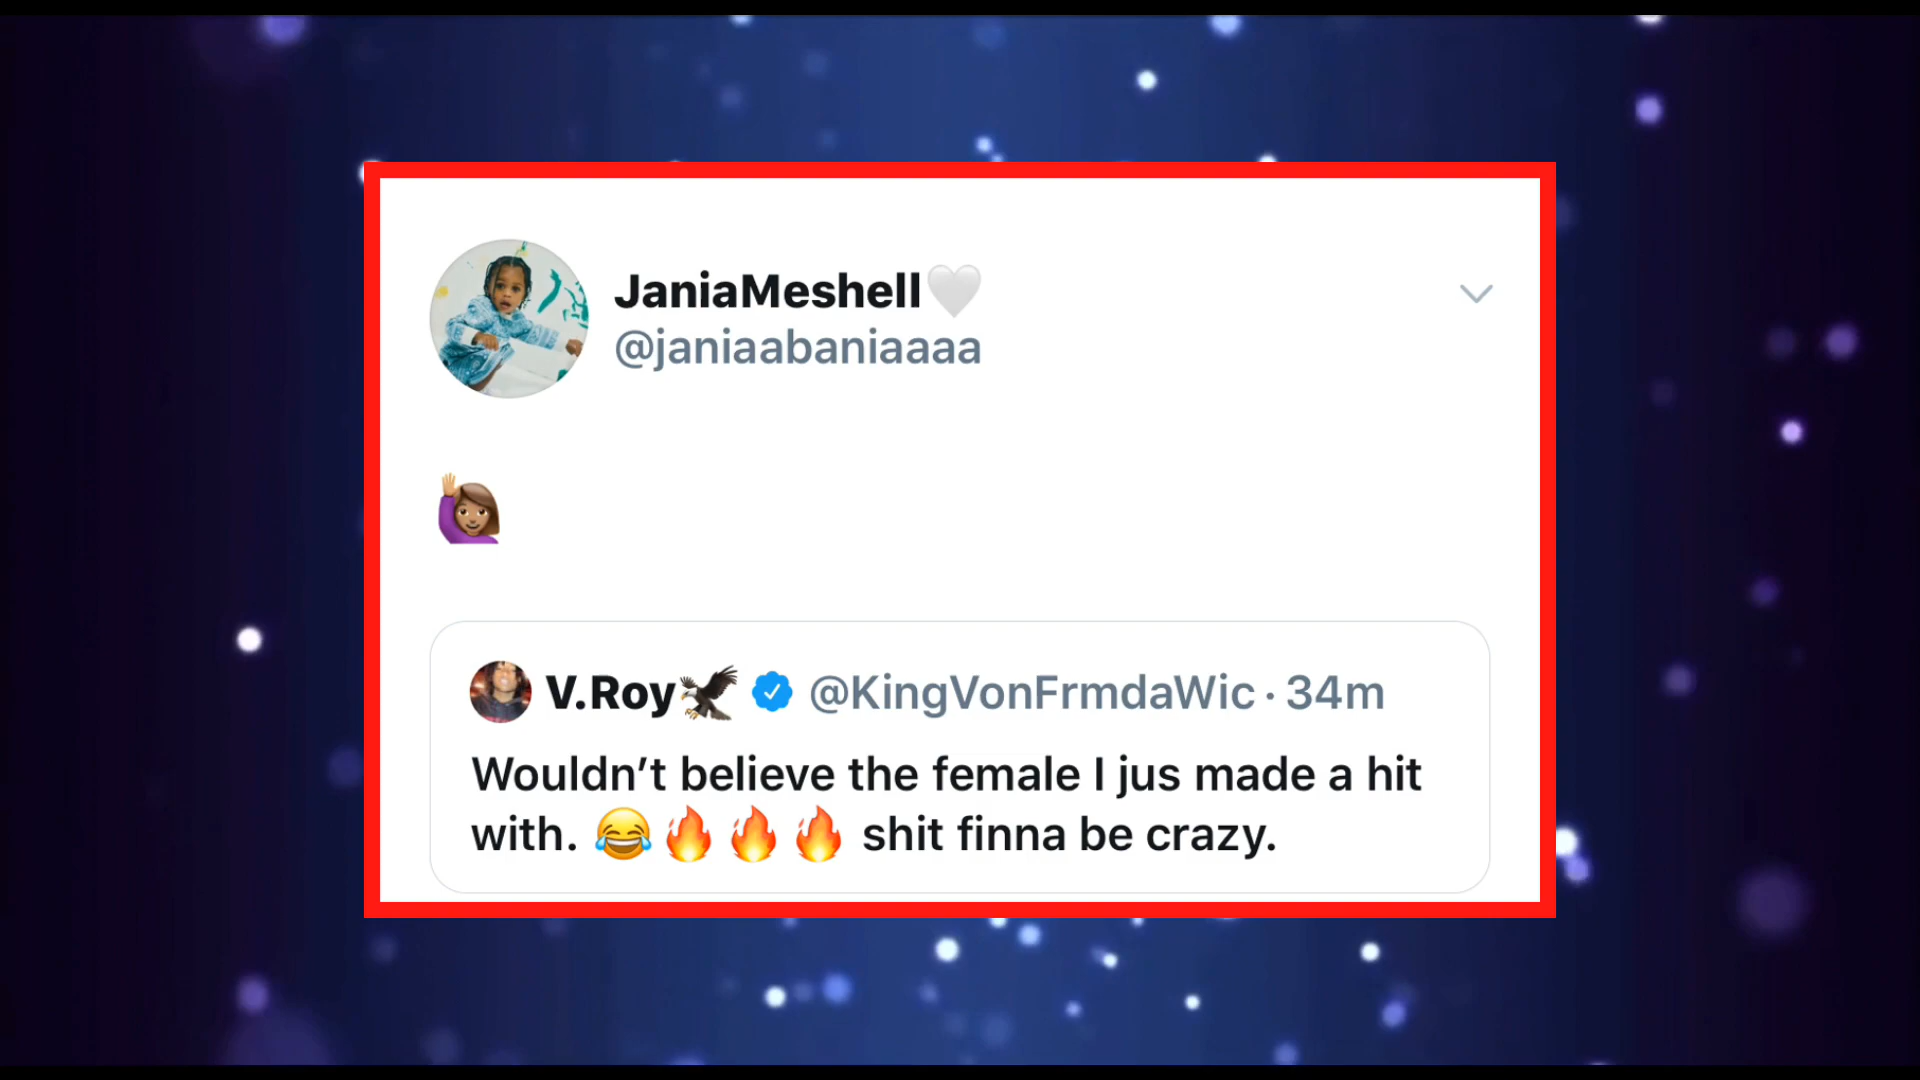 JaniaMeshell🤍
@janiaabaniaaaa
🙋🏽‍♀️
V.Roy🦅 @KingVonFrmdaWic · 34m
Wouldn’t believe the female I jus made a hit
with. 😂🔥🔥🔥 shit finna be crazy.